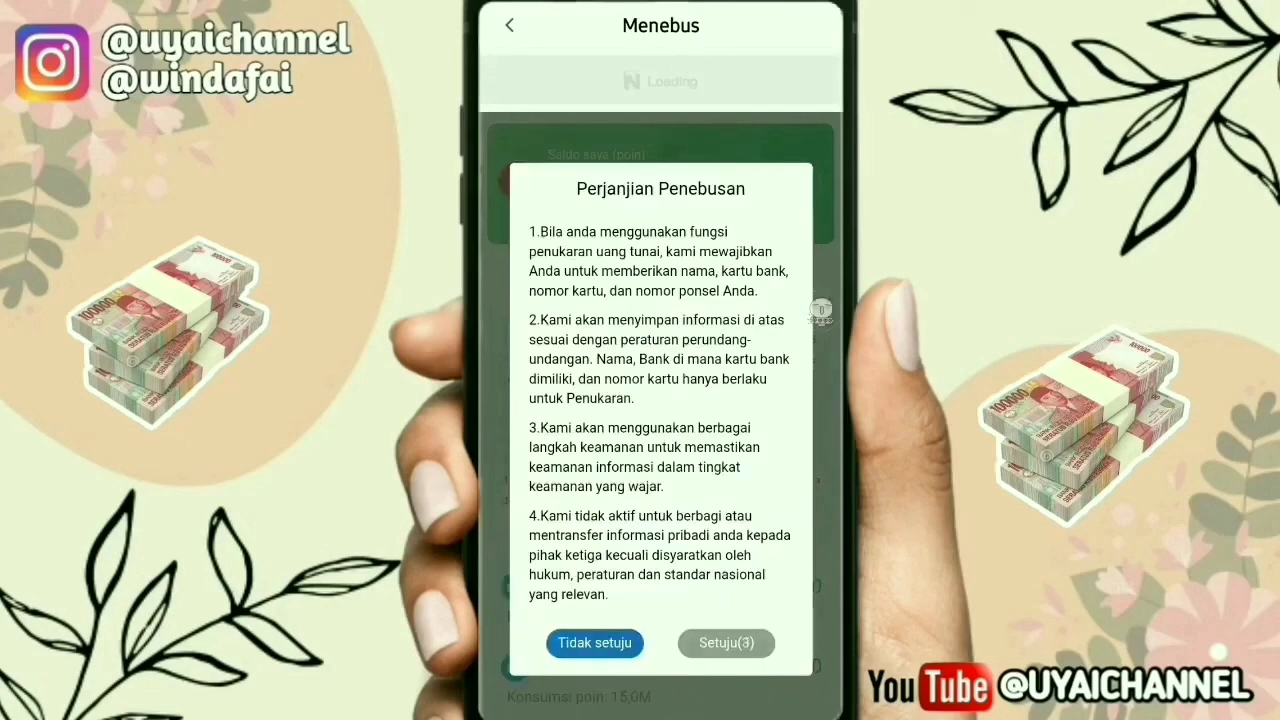 @uyaichannel
@windafai
Menebus
Loading
Saldo saya (poin)
Perjanjian Penebusan
1.Bila anda menggunakan fungsi
penukaran uang tunai, kami mewajibkan
Anda untuk memberikan nama, kartu bank,
nomor kartu, dan nomor ponsel Anda.
2.Kami akan menyimpan informasi di atas
sesuai dengan peraturan perundang-
undangan. Nama, Bank di mana kartu bank
dimiliki, dan nomor kartu hanya berlaku
untuk Penukaran.
3.Kami akan menggunakan berbagai
langkah keamanan untuk memastikan
keamanan informasi dalam tingkat
keamanan yang wajar.
4.Kami tidak aktif untuk berbagi atau
mentransfer informasi pribadi anda kepada
pihak ketiga kecuali disyaratkan oleh
hukum, peraturan dan standar nasional
yang relevan.
Tidak setuju
Setuju(3)
Konsumsi poin: 15,0M
100000
100000
YouTube @UYAICHANNEL